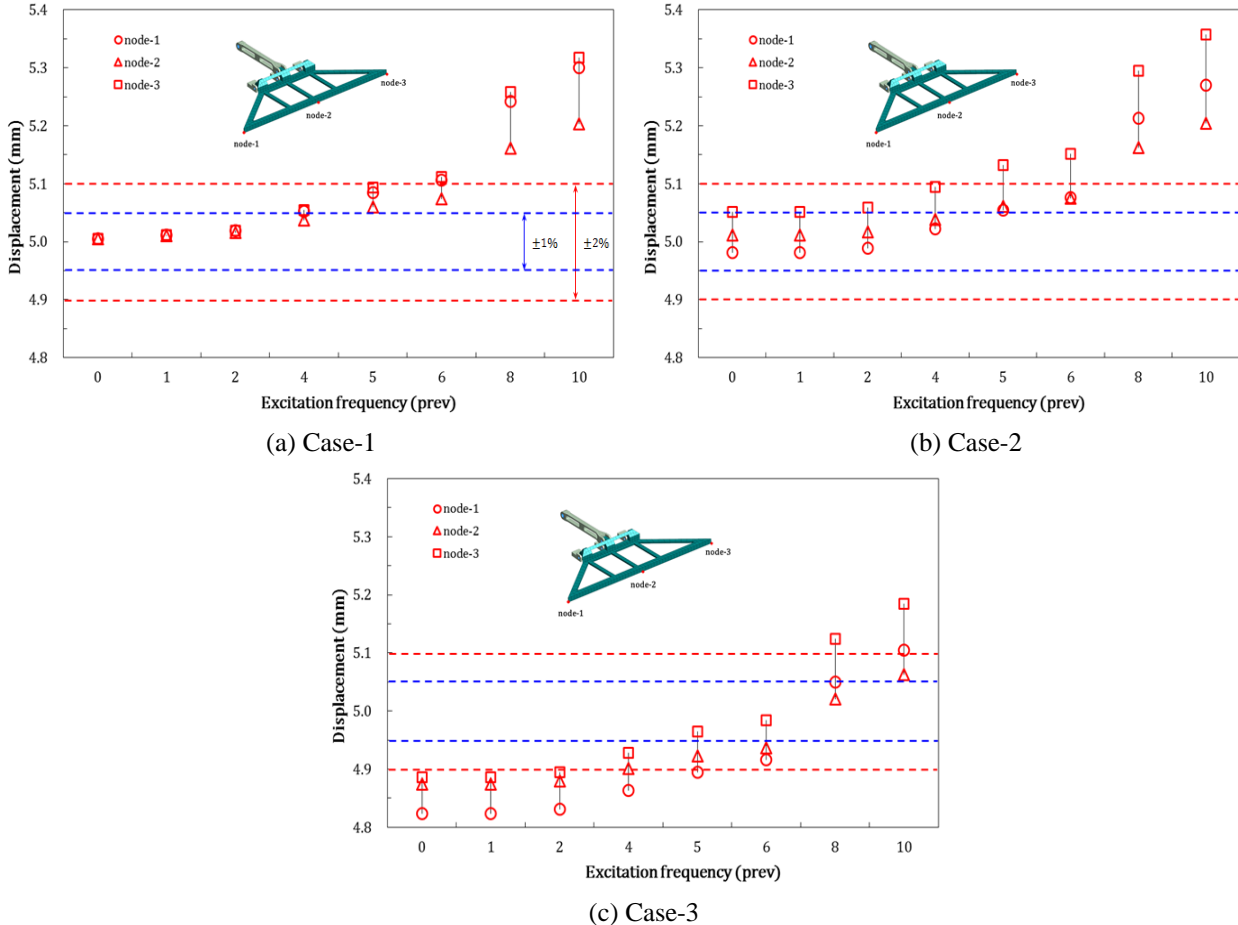 5.4
5.3
5.2
5.1
5.0
4.9
4.8
Displacement (mm)
node-1
node-2
node-3
node-1
node-2
node-3
±1%
±2%
0 1 2 4 5 6 8 10
Excitation frequency (prev)
(a) Case-1
5.4
5.3
5.2
5.1
5.0
4.9
4.8
Displacement (mm)
node-1
node-2
node-3
node-1
node-2
node-3
0 1 2 4 5 6 8 10
Excitation frequency (prev)
(b) Case-2
5.4
5.3
5.2
5.1
5.0
4.9
4.8
Displacement (mm)
node-1
node-2
node-3
node-1
node-2
node-3
0 1 2 4 5 6 8 10
Excitation frequency (prev)
(c) Case-3